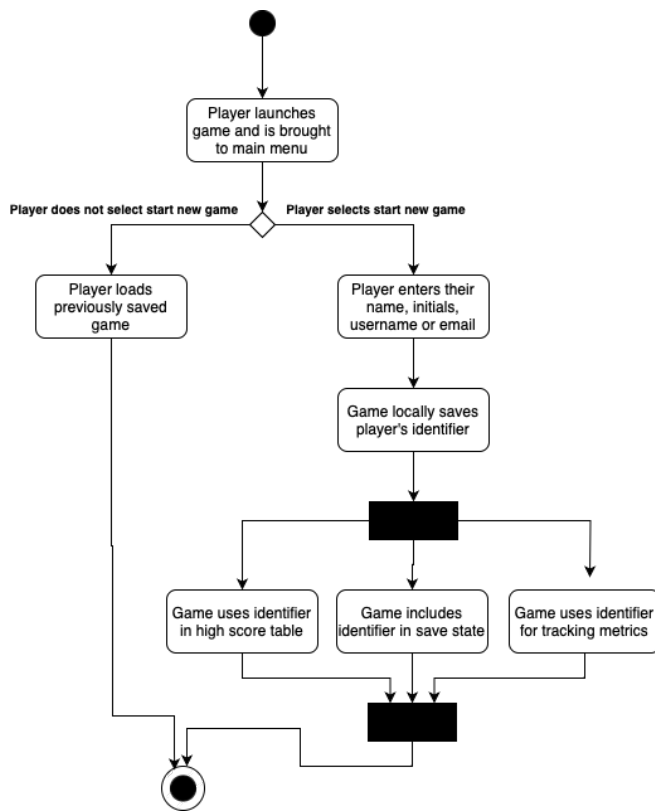 Player launches
game and is brought
to main menu
Player does not select start new game
Player selects start new game
Player loads
previously saved
game
Player enters their
name, initials,
username or email
Game locally saves
player's identifier
Game uses identifier
in high score table
Game includes
identifier in save state
Game uses identifier
for tracking metrics